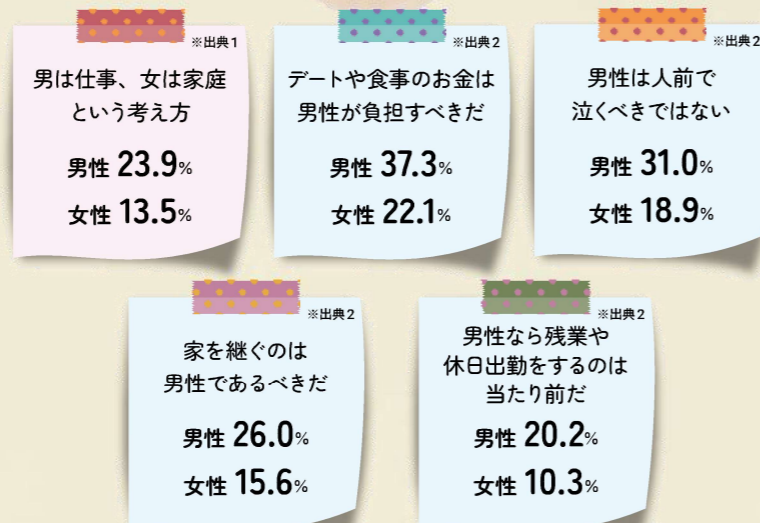 ※出典1
男は仕事、女は家庭
という考え方
男性 23.9%
女性 13.5%
※出典2
デートや食事のお金は
男性が負担すべきだ
男性 37.3%
女性 22.1%
※出典2
男性は人前で
泣くべきではない
男性 31.0%
女性 18.9%
※出典2
家を継ぐのは
男性であるべきだ
男性 26.0%
女性 15.6%
※出典2
男性なら残業や
休日出勤をするのは
当たり前だ
男性 20.2%
女性 10.3%